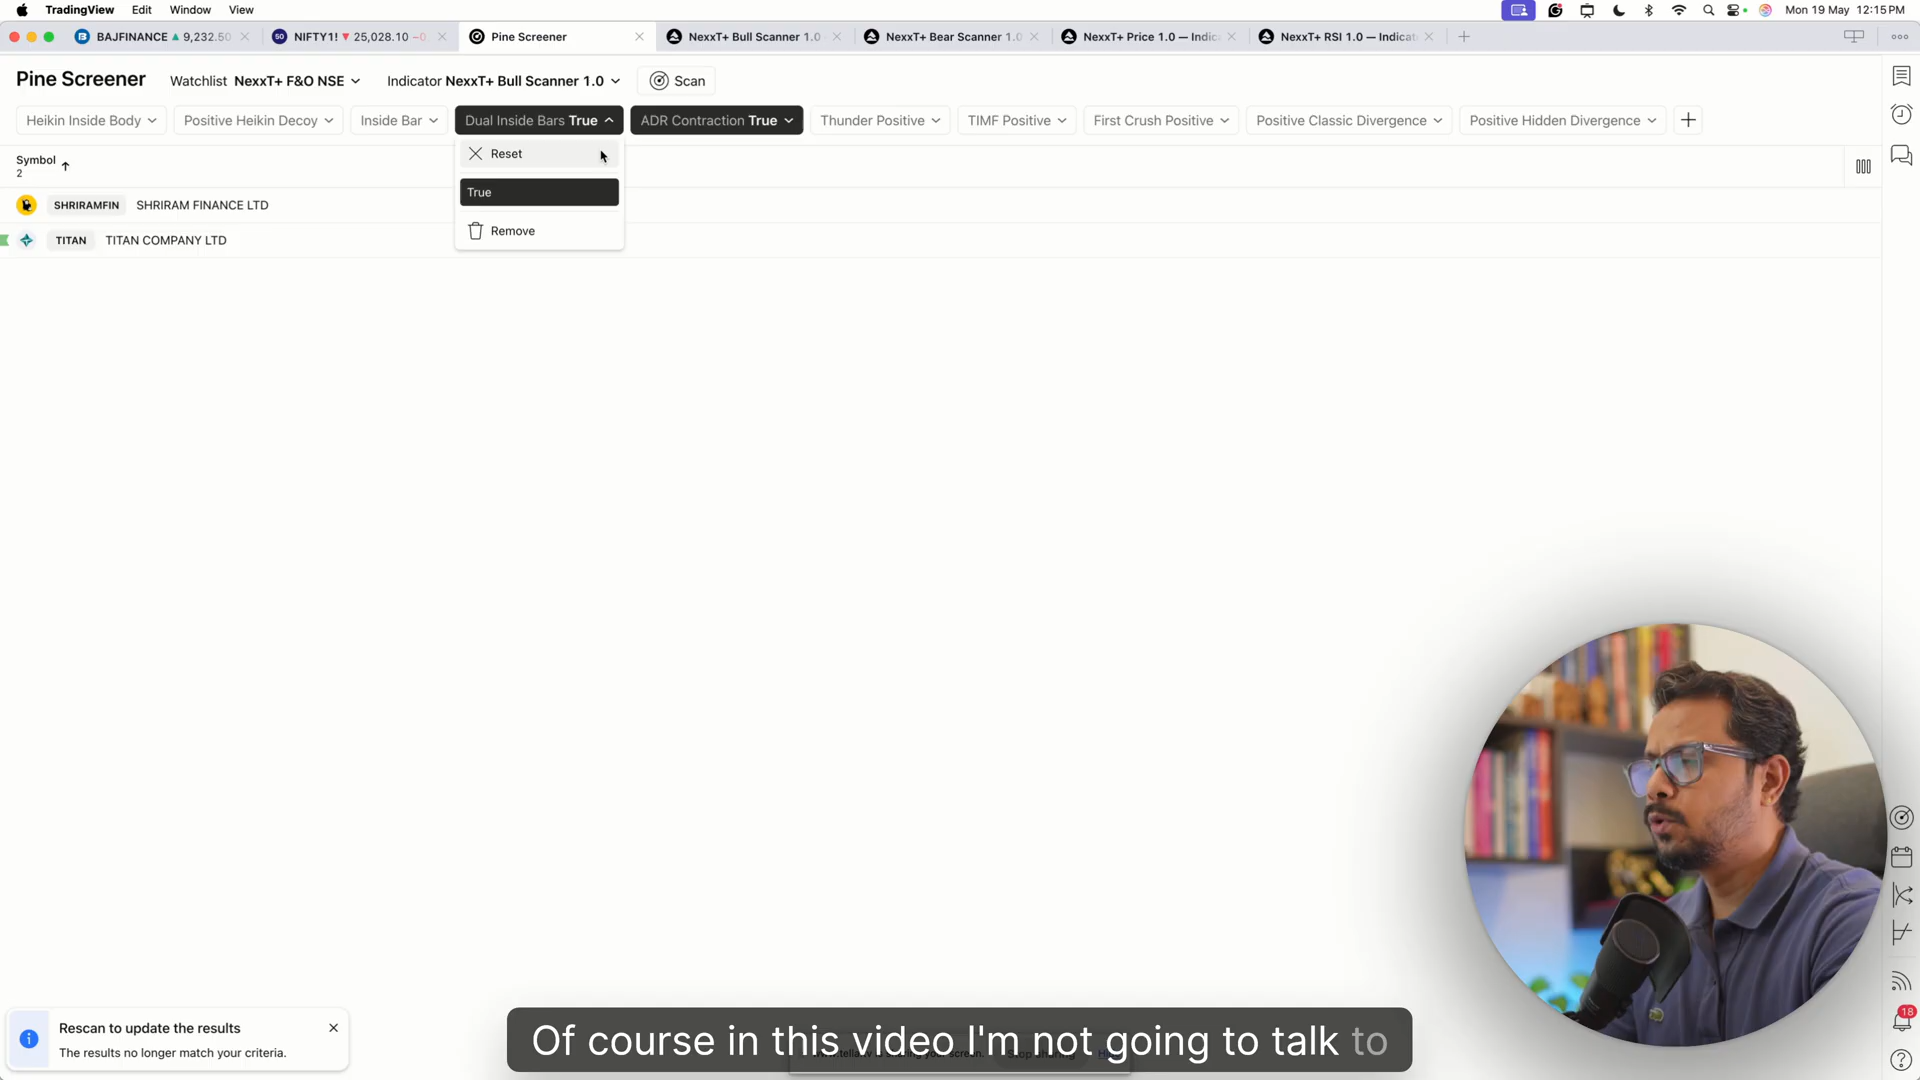 TradingView Edit Window View Mon 19 May 12:15 PM
BAJFINANCE ▲ 9,232.50 NIFTY1! ▼ 25,028.10 −0 Pine Screener NexxT+ Bull Scanner 1.0 NexxT+ Bear Scanner 1.0 NexxT+ Price 1.0 — Indic NexxT+ RSI 1.0 — Indicat
Pine Screener Watchlist NexxT+ F&O NSE Indicator NexxT+ Bull Scanner 1.0 Scan
Heikin Inside Body Positive Heikin Decoy Inside Bar Dual Inside Bars True ADR Contraction True Thunder Positive TIMF Positive First Crush Positive Positive Classic Divergence Positive Hidden Divergence
Reset
Symbol
2
True
SHRIRAMFIN SHRIRAM FINANCE LTD
Remove
TITAN TITAN COMPANY LTD
18
Rescan to update the results
The results no longer match your criteria.
Of course in this video I'm not going to talk to